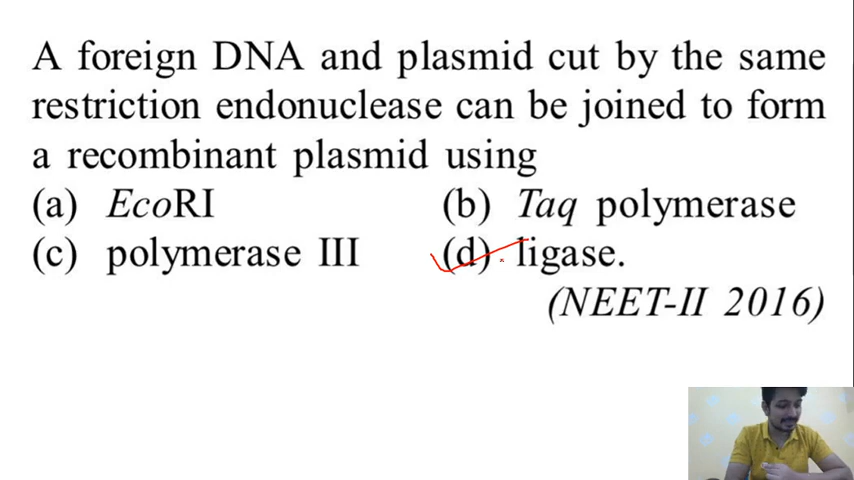 A foreign DNA and plasmid cut by the same
restriction endonuclease can be joined to form
a recombinant plasmid using
(a) EcoRI (b) Taq polymerase
(c) polymerase III (d) ligase.
(NEET-II 2016)